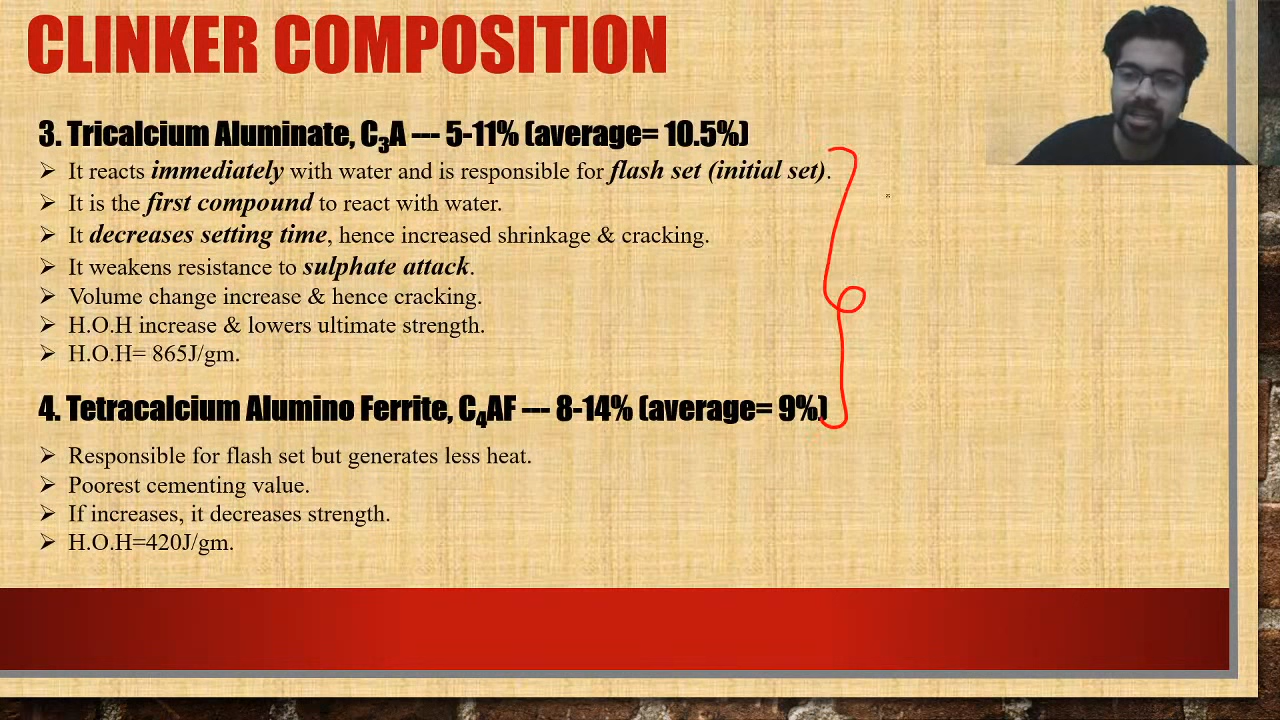 CLINKER COMPOSITION
3. Tricalcium Aluminate, C₃A --- 5-11% (average= 10.5%)
➢ It reacts immediately with water and is responsible for flash set (initial set).
➢ It is the first compound to react with water.
➢ It decreases setting time, hence increased shrinkage & cracking.
➢ It weakens resistance to sulphate attack.
➢ Volume change increase & hence cracking.
➢ H.O.H increase & lowers ultimate strength.
➢ H.O.H= 865J/gm.
4. Tetracalcium Alumino Ferrite, C₄AF --- 8-14% (average= 9%)
➢ Responsible for flash set but generates less heat.
➢ Poorest cementing value.
➢ If increases, it decreases strength.
➢ H.O.H=420J/gm.